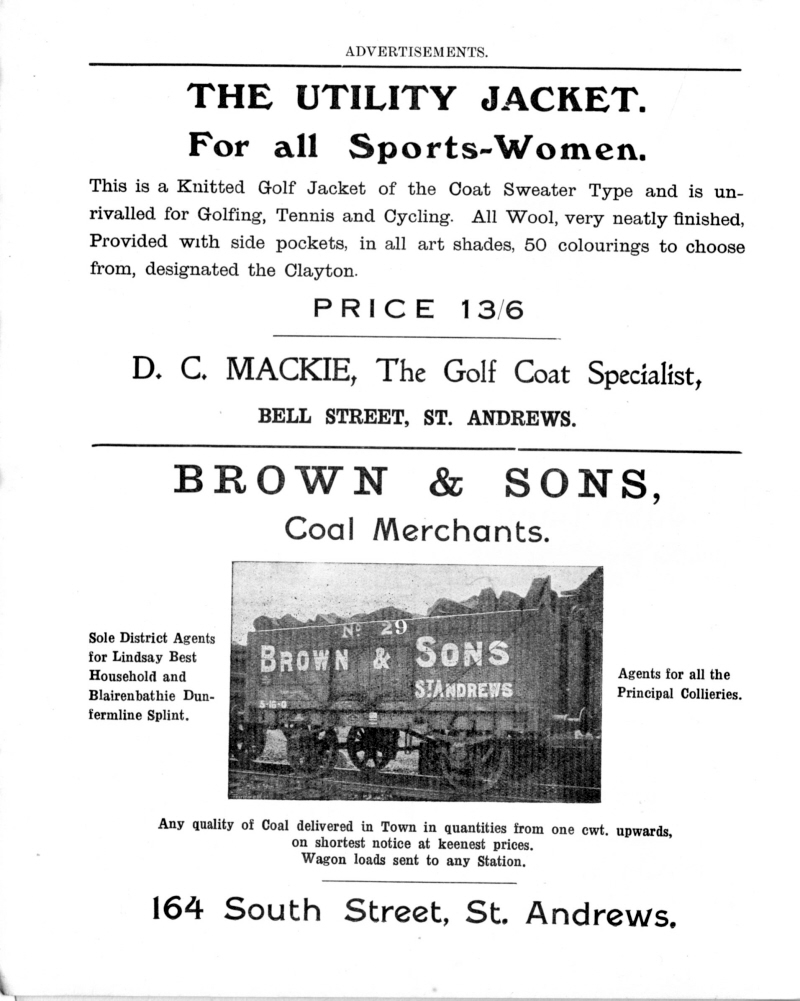 ADVERTISEMENTS.
THE UTILITY JACKET.
For all Sports-Women.
This is a Knitted Golf Jacket of the Coat Sweater Type and is un-
rivalled for Golfing, Tennis and Cycling. All Wool, very neatly finished,
Provided with side pockets, in all art shades, 50 colourings to choose
from, designated the Clayton.
PRICE 13/6
D. C. MACKIE, The Golf Coat Specialist,
BELL STREET, ST. ANDREWS.
BROWN & SONS,
Coal Merchants.
Sole District Agents
for Lindsay Best
Household and
Blairenbathie Dun-
fermline Splint.
No 29
BROWN & SONS
ST ANDREWS
5-16-0
Agents for all the
Principal Collieries.
Any quality of Coal delivered in Town in quantities from one cwt. upwards,
on shortest notice at keenest prices.
Wagon loads sent to any Station.
164 South Street, St. Andrews.